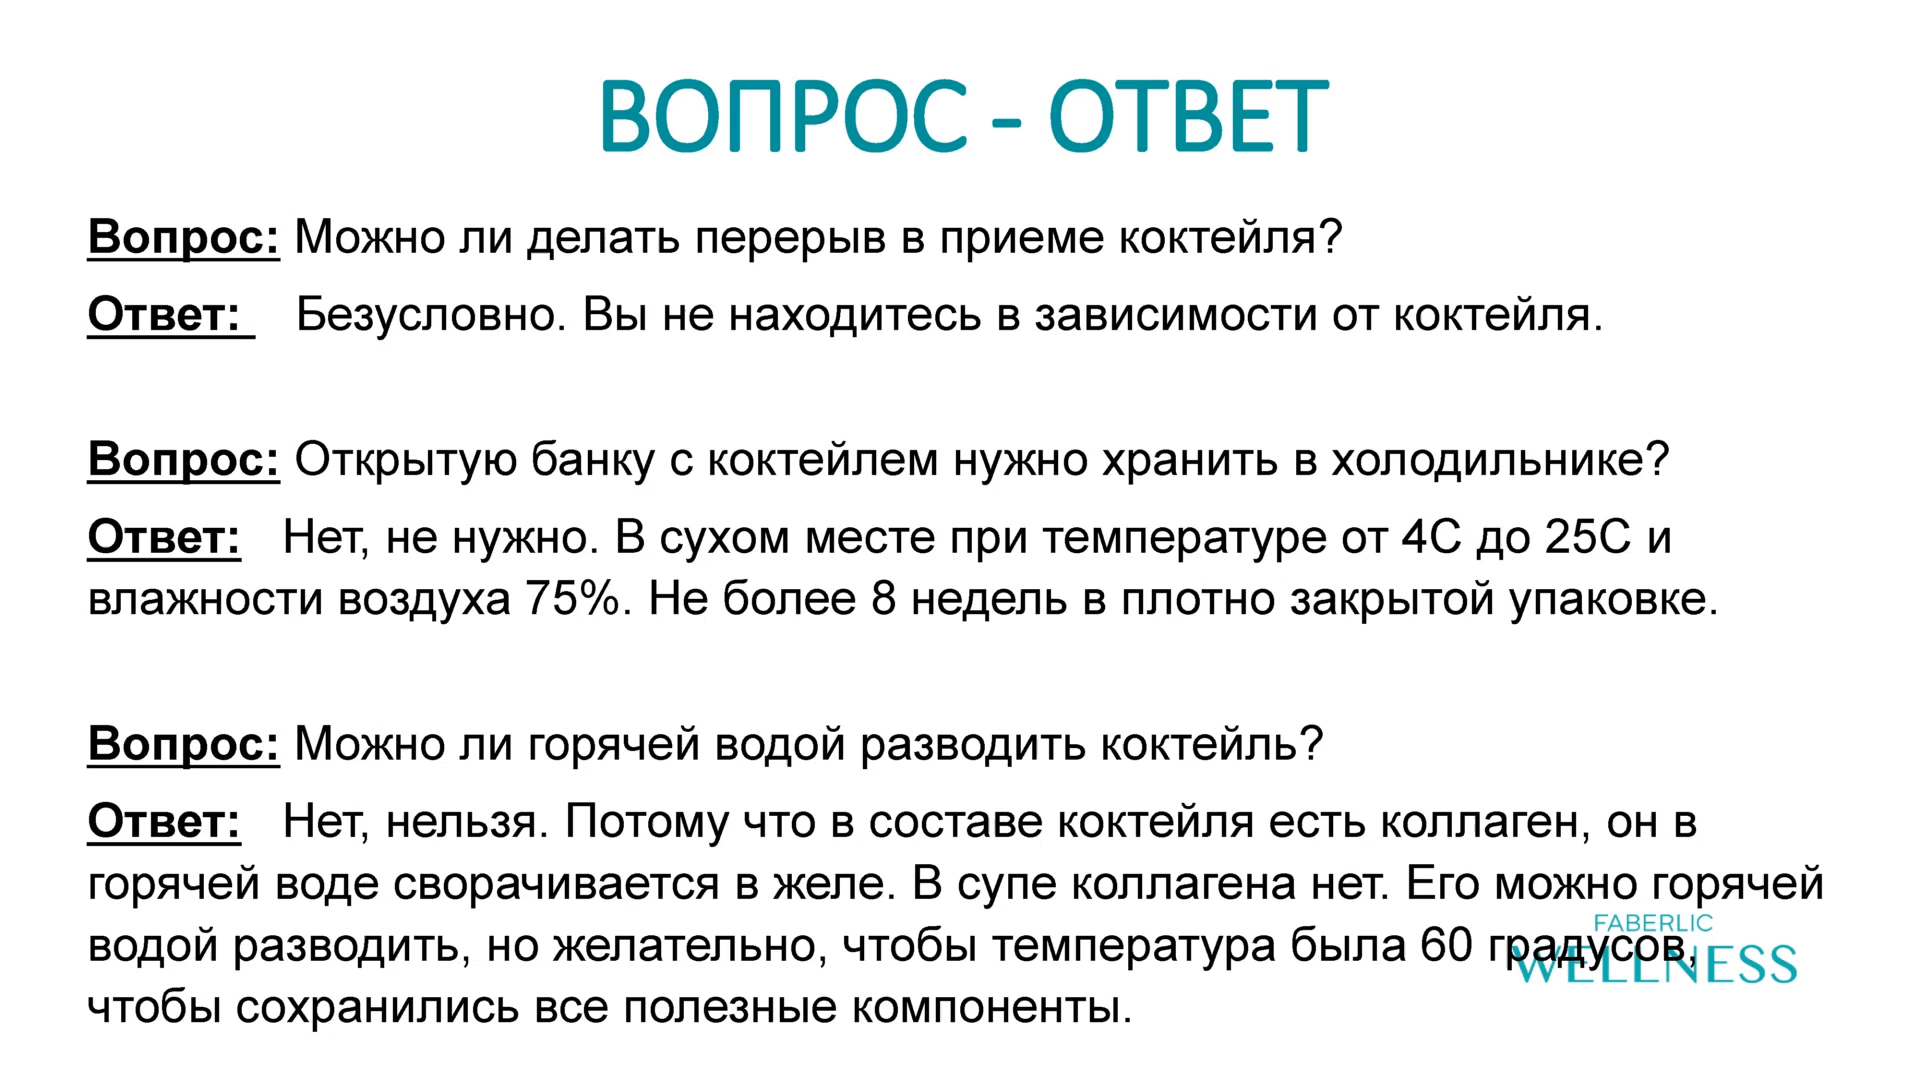 ВОПРОС - ОТВЕТ
Вопрос: Можно ли делать перерыв в приеме коктейля?
Ответ: Безусловно. Вы не находитесь в зависимости от коктейля.
Вопрос: Открытую банку с коктейлем нужно хранить в холодильнике?
Ответ: Нет, не нужно. В сухом месте при температуре от 4С до 25С и
влажности воздуха 75%. Не более 8 недель в плотно закрытой упаковке.
Вопрос: Можно ли горячей водой разводить коктейль?
Ответ: Нет, нельзя. Потому что в составе коктейля есть коллаген, он в
горячей воде сворачивается в желе. В супе коллагена нет. Его можно горячей
водой разводить, но желательно, чтобы температура была 60 градусов,
чтобы сохранились все полезные компоненты.
FABERLIC
WELLNESS